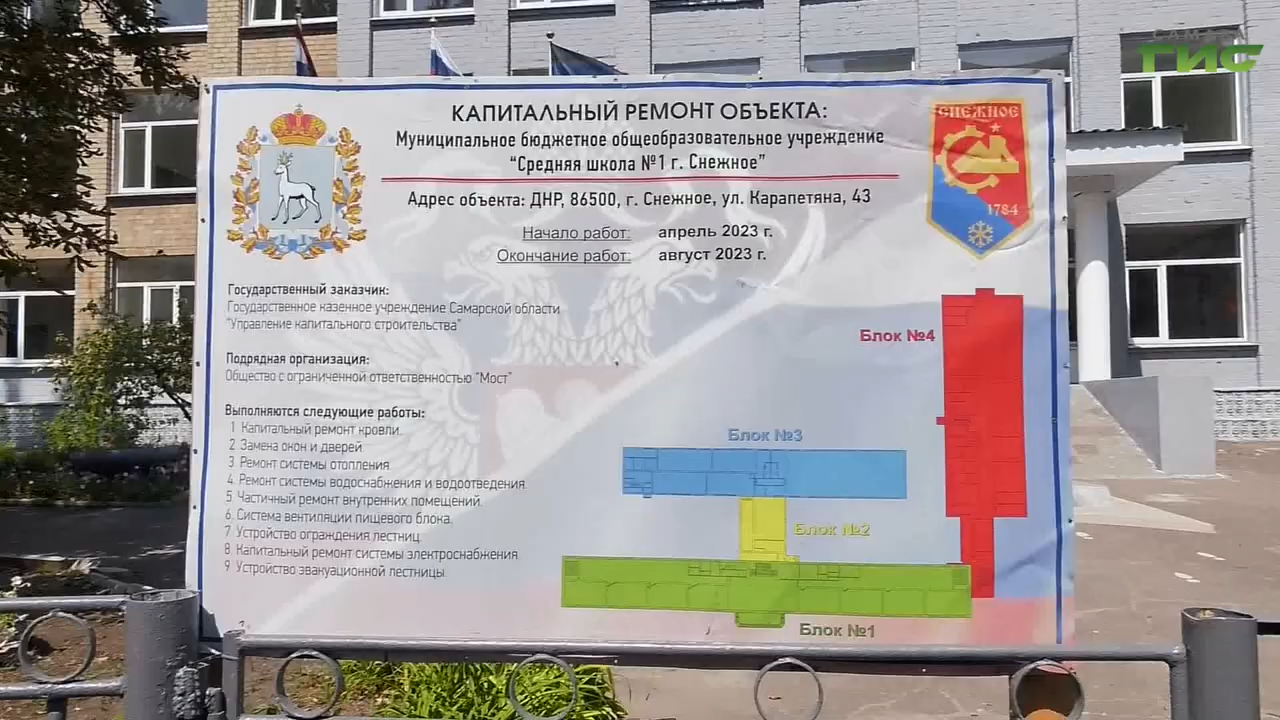 САМАРА
ГИС
КАПИТАЛЬНЫЙ РЕМОНТ ОБЪЕКТА:
Муниципальное бюджетное общеобразовательное учреждение
“Средняя школа №1 г. Снежное”
Адрес объекта: ДНР, 86500, г. Снежное, ул. Карапетяна, 43
Начало работ: апрель 2023 г.
Окончание работ: август 2023 г.
СНЕЖНОЕ
1784
Государственный заказчик:
Государственное казенное учреждение Самарской области
"Управление капитального строительства"
Подрядная организация:
Общество с ограниченной ответственностью "Мост"
Выполняются следующие работы:
1 Капитальный ремонт кровли.
2 Замена окон и дверей
3 Ремонт системы отопления
4. Ремонт системы водоснабжения и водоотведения.
5. Частичный ремонт внутренних помещений.
6. Система вентиляции пищевого блока.
7. Устройство ограждения лестниц.
8. Капитальный ремонт системы электроснабжения.
9 Устройство эвакуационной лестницы
Блок №4
Блок №3
Блок №2
Блок №1